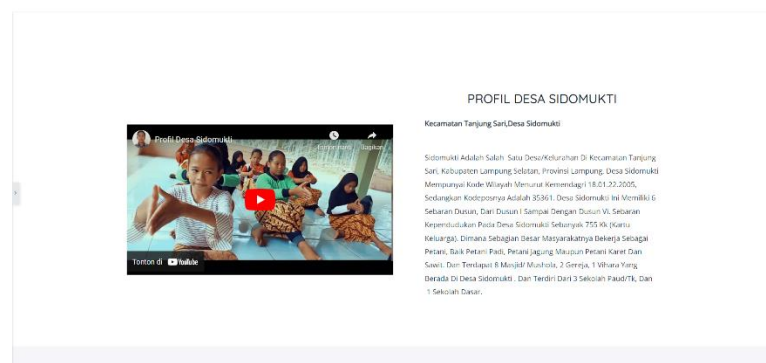 PROFIL DESA SIDOMUKTI
Kecamatan Tanjung Sari,Desa Sidomukti
Profil Desa Sidomukti
Bagikan
Tonton di YouTube
Sidomukti Adalah Salah Satu Desa/Kelurahan Di Kecamatan Tanjung
Sari, Kabupaten Lampung Selatan, Provinsi Lampung. Desa Sidomukti
Mempunyai Kode Wilayah Menurut Kemendagri 18.01.22.2005,
Sedangkan Kodeposnya Adalah 35361. Desa Sidomukti Ini Memiliki 6
Sebaran Dusun, Dari Dusun I Sampai Dengan Dusun VI. Sebaran
Kependudukan Pada Desa Sidomukti Sebanyak 755 Kk (Kartu
Keluarga). Dimana Sebagian Besar Masyarakatnya Bekerja Sebagai
Petani, Baik Petani Padi, Petani Jagung Maupun Petani Karet Dan
Sawit. Dan Terdapat 8 Masjid/ Mushola, 2 Gereja, 1 Vihara Yang
Berada Di Desa Sidomukti . Dan Terdiri Dari 3 Sekolah Paud/Tk, Dan
1 Sekolah Dasar.